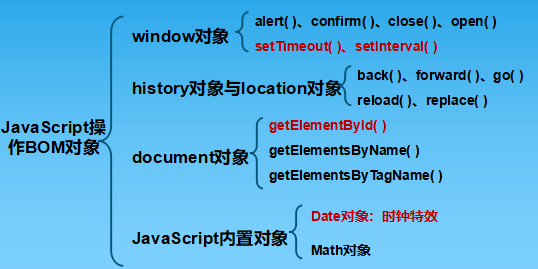 JavaScript操
作BOM对象
window对象
alert( )、confirm( )、close( )、open( )
setTimeout( )、setInterval( )
history对象与location对象
back( )、forward( )、go( )
reload( )、replace( )
document对象
getElementById( )
getElementsByName( )
getElementsByTagName( )
JavaScript内置对象
Date对象：时钟特效
Math对象